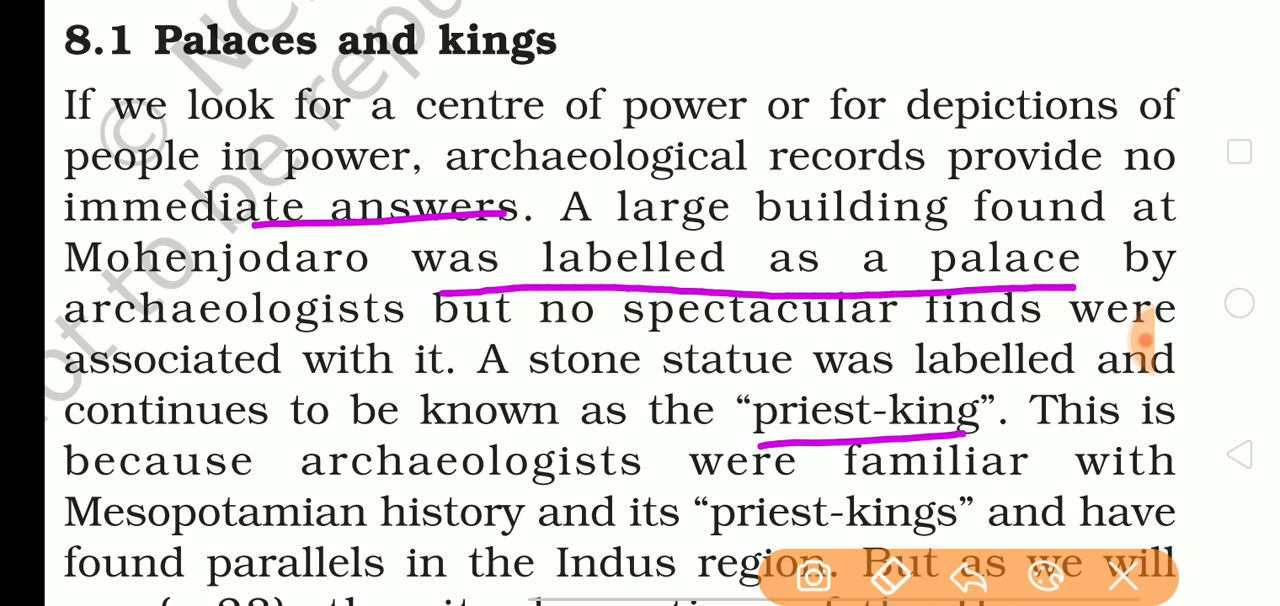 8.1 Palaces and kings
If we look for a centre of power or for depictions of
people in power, archaeological records provide no
immediate answers. A large building found at
Mohenjodaro was labelled as a palace by
archaeologists but no spectacular finds were
associated with it. A stone statue was labelled and
continues to be known as the “priest-king”. This is
because archaeologists were familiar with
Mesopotamian history and its “priest-kings” and have
found parallels in the Indus region. But as we will